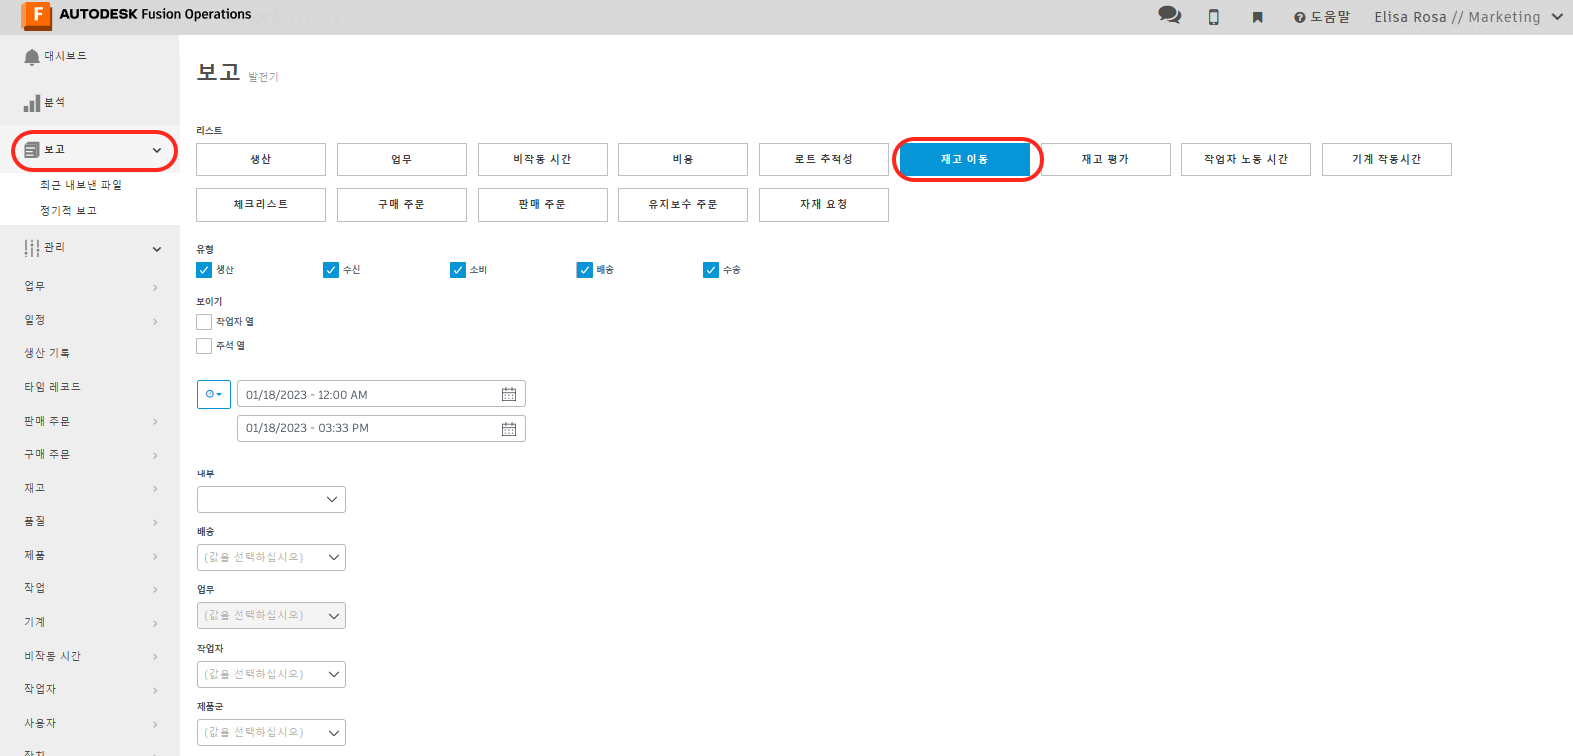 AUTODESK Fusion Operations
도움말
Elisa Rosa // Marketing
대시보드
분석
보고
최근 내보낸 파일
정기적 보고
관리
업무
일정
생산 기록
타임 레코드
판매 주문
구매 주문
재고
품질
제품
작업
기계
비작동 시간
작업자
사용자
보고 발전기
리스트
생산 업무 비작동 시간 비용 로트 추적성 재고 이동 재고 평가 작업자 노동 시간 기계 작동시간
체크리스트 구매 주문 판매 주문 유지보수 주문 자재 요청
유형
생산 수신 소비 배송 수송
보이기
작업자 열
주석 열
01/18/2023 - 12:00 AM
01/18/2023 - 03:33 PM
내부
배송
(값을 선택하십시오)
업무
(값을 선택하십시오)
작업자
(값을 선택하십시오)
제품군
(값을 선택하십시오)